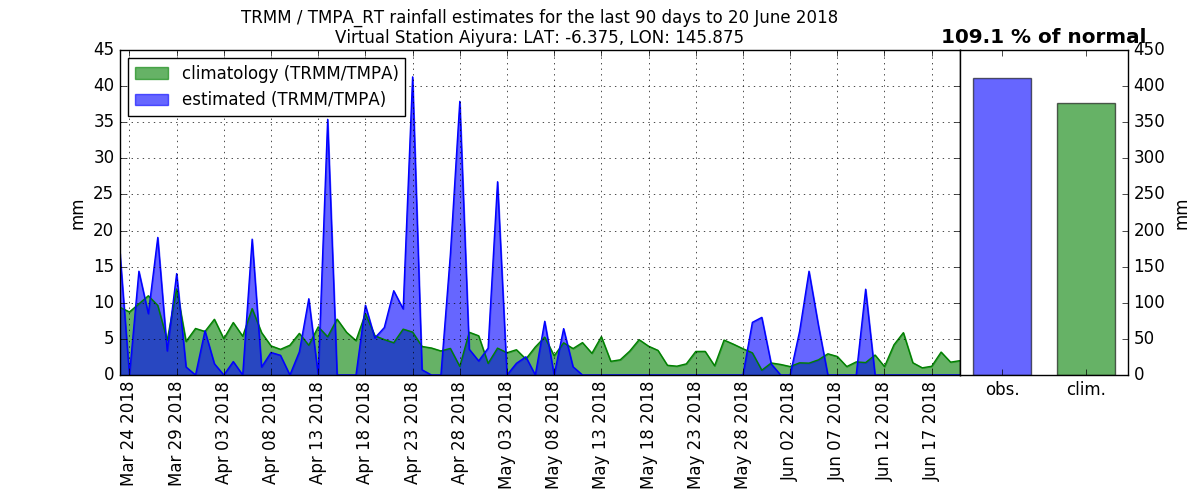 TRMM / TMPA_RT rainfall estimates for the last 90 days to 20 June 2018
Virtual Station Aiyura: LAT: -6.375, LON: 145.875
109.1 % of normal
climatology (TRMM/TMPA)
estimated (TRMM/TMPA)
mm
45
40
35
30
25
20
15
10
5
0
Mar 24 2018
Mar 29 2018
Apr 03 2018
Apr 08 2018
Apr 13 2018
Apr 18 2018
Apr 23 2018
Apr 28 2018
May 03 2018
May 08 2018
May 13 2018
May 18 2018
May 23 2018
May 28 2018
Jun 02 2018
Jun 07 2018
Jun 12 2018
Jun 17 2018
obs.
clim.
450
400
350
300
250
200
150
100
50
0
mm